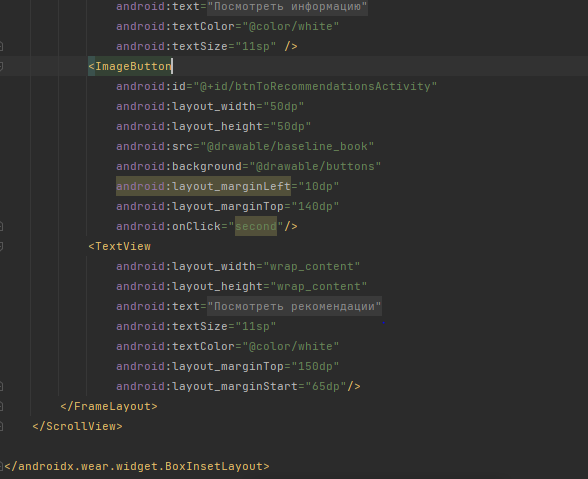 android:text="Посмотреть информацию"
android:textColor="@color/white"
android:textSize="11sp" />
<ImageButton
android:id="@+id/btnToRecommendationsActivity"
android:layout_width="50dp"
android:layout_height="50dp"
android:src="@drawable/baseline_book"
android:background="@drawable/buttons"
android:layout_marginLeft="10dp"
android:layout_marginTop="140dp"
android:onClick="second"/>
<TextView
android:layout_width="wrap_content"
android:layout_height="wrap_content"
android:text="Посмотреть рекомендации"
android:textSize="11sp"
android:textColor="@color/white"
android:layout_marginTop="150dp"
android:layout_marginStart="65dp"/>
</FrameLayout>
</ScrollView>
</androidx.wear.widget.BoxInsetLayout>